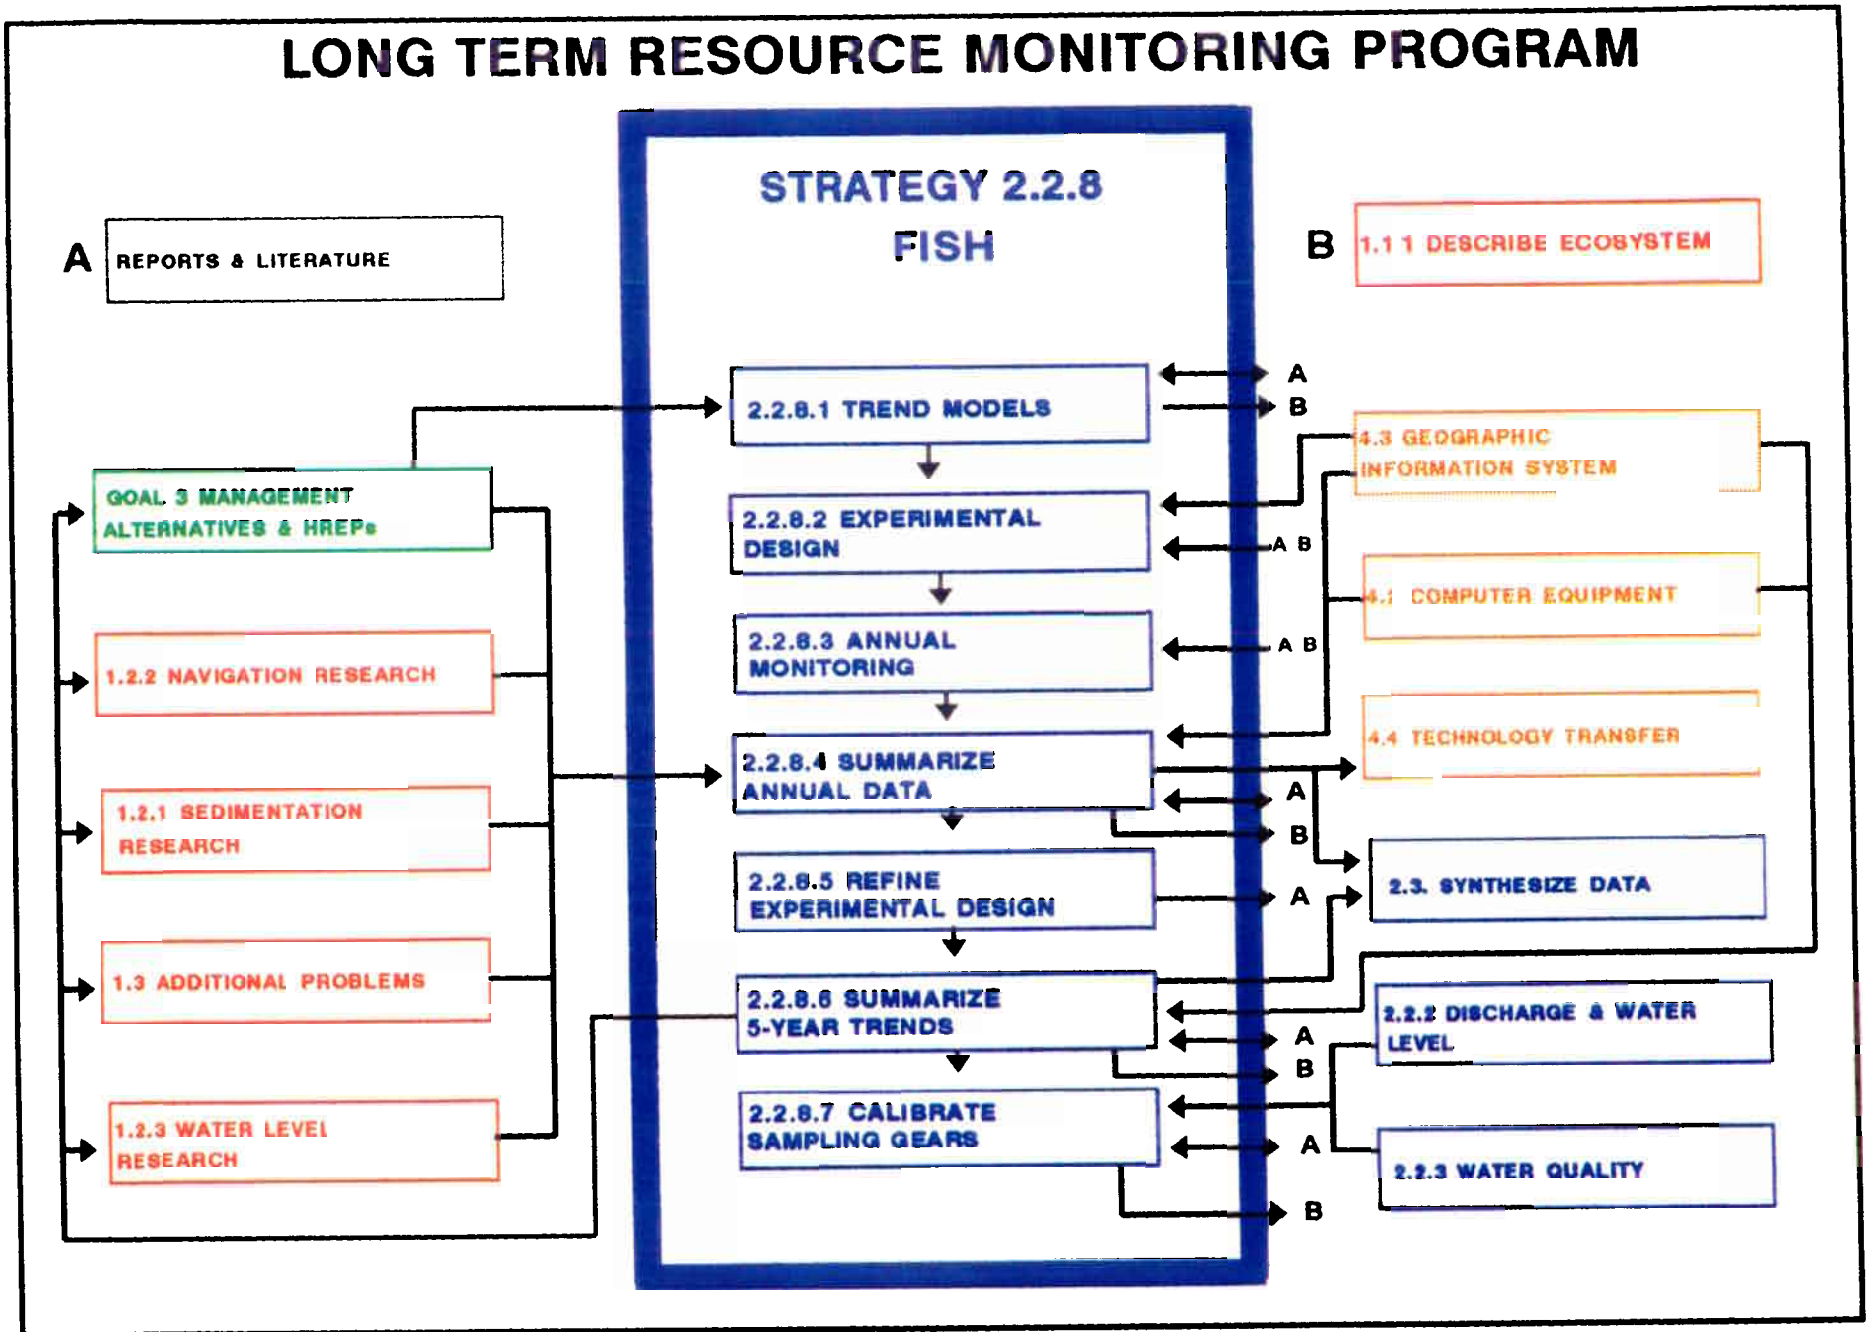 LONG TERM RESOURCE MONITORING PROGRAM
STRATEGY 2.2.8
FISH
A
REPORTS & LITERATURE
B
1.1 1 DESCRIBE ECOSYSTEM
A
2.2.8.1 TREND MODELS
B
4.3 GEOGRAPHIC
INFORMATION SYSTEM
GOAL 3 MANAGEMENT
ALTERNATIVES & HREPs
2.2.8.2 EXPERIMENTAL
DESIGN
A B
COMPUTER EQUIPMENT
2.2.8.3 ANNUAL
MONITORING
A B
1.2.2 NAVIGATION RESEARCH
4.4 TECHNOLOGY TRANSFER
2.2.8.4 SUMMARIZE
ANNUAL DATA
A
B
1.2.1 SEDIMENTATION
RESEARCH
2.2.8.5 REFINE
EXPERIMENTAL DESIGN
A
2.3. SYNTHESIZE DATA
1.3 ADDITIONAL PROBLEMS
2.2.8.6 SUMMARIZE
5-YEAR TRENDS
A
B
2.2.2 DISCHARGE & WATER
LEVEL
2.2.8.7 CALIBRATE
SAMPLING GEARS
A
B
1.2.3 WATER LEVEL
RESEARCH
2.2.3 WATER QUALITY